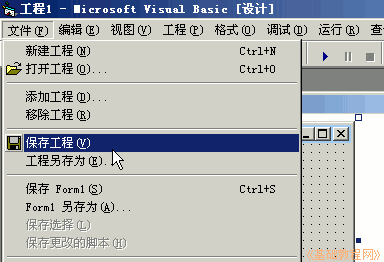 工程1 - Microsoft Visual Basic [设计]
文件(F) 编辑(E) 视图(V) 工程(P) 格式(O) 调试(D) 运行(R)
新建工程(N) Ctrl+N
打开工程(O)... Ctrl+O
添加工程(D)...
移除工程(R)
保存工程(V)
工程另存为(E)...
保存 Form1(S) Ctrl+S
Form1 另存为(A)...
保存选择(L)
保存更改的脚本(H)